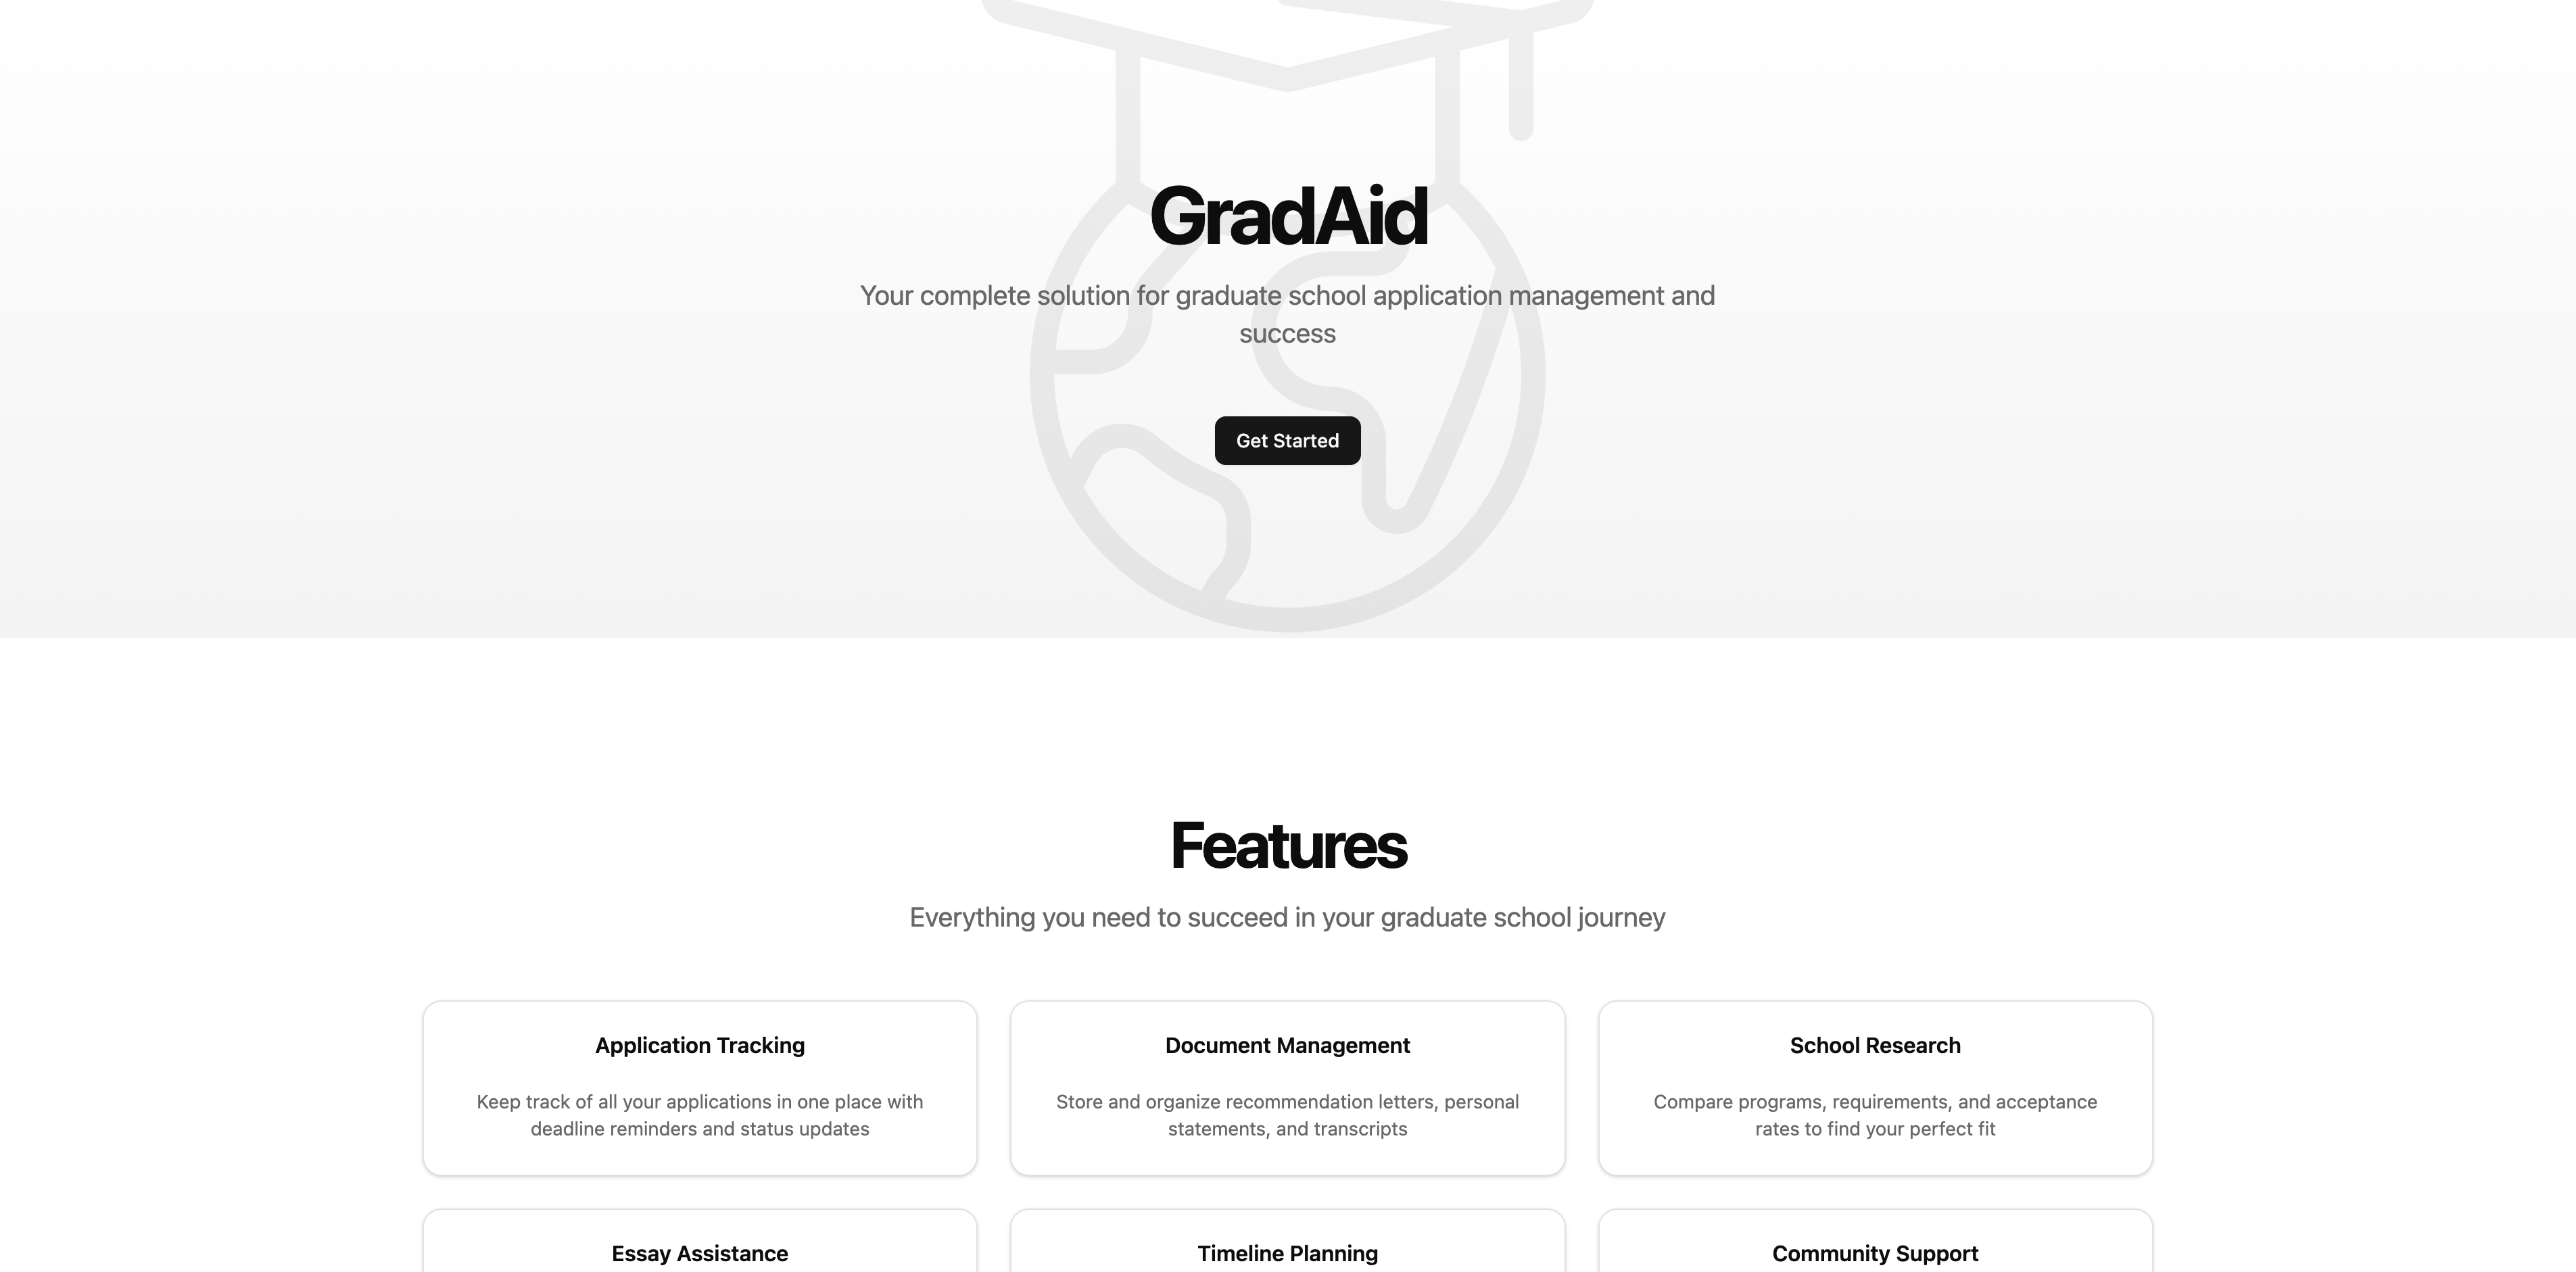 GradAid
Your complete solution for graduate school application management and
success
Get Started
Features
Everything you need to succeed in your graduate school journey
Application Tracking
Keep track of all your applications in one place with
deadline reminders and status updates
Document Management
Store and organize recommendation letters, personal
statements, and transcripts
School Research
Compare programs, requirements, and acceptance
rates to find your perfect fit
Essay Assistance
Timeline Planning
Community Support